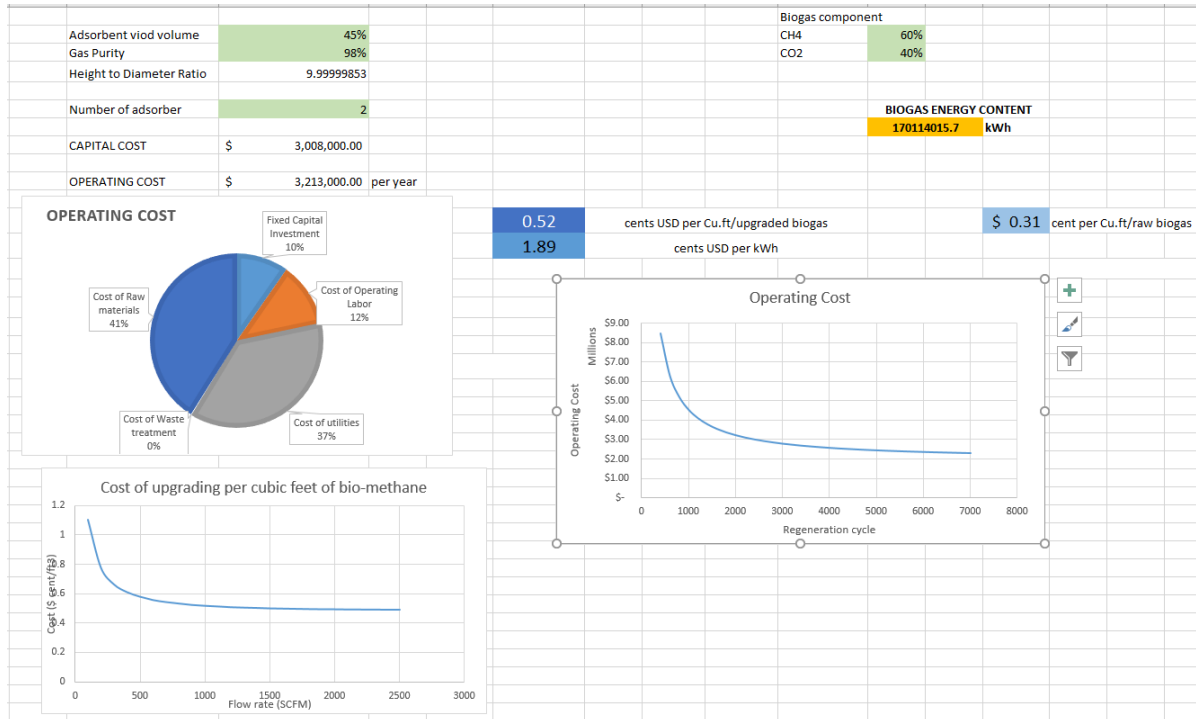 Biogas component
Adsorbent viod volume 45% CH4 60%
Gas Purity 98% CO2 40%
Height to Diameter Ratio 9.99999853
Number of adsorber 2 BIOGAS ENERGY CONTENT
170114015.7 kWh
CAPITAL COST $ 3,008,000.00
OPERATING COST $ 3,213,000.00 per year
0.52 cents USD per Cu.ft/upgraded biogas $ 0.31 cent per Cu.ft/raw biogas
1.89 cents USD per kWh
OPERATING COST
Fixed Capital
Investment
10%
Cost of Operating
Labor
12%
Cost of Raw
materials
41%
Cost of Waste
treatment
0%
Cost of utilities
37%
Operating Cost
Millions
Operating Cost
$9.00
$8.00
$7.00
$6.00
$5.00
$4.00
$3.00
$2.00
$1.00
$-
0 1000 2000 3000 4000 5000 6000 7000 8000
Regeneration cycle
Cost of upgrading per cubic feet of bio-methane
Cost ($ cent/ft3)
1.2
1
0.8
0.6
0.4
0.2
0
0 500 1000 1500 2000 2500 3000
Flow rate (SCFM)